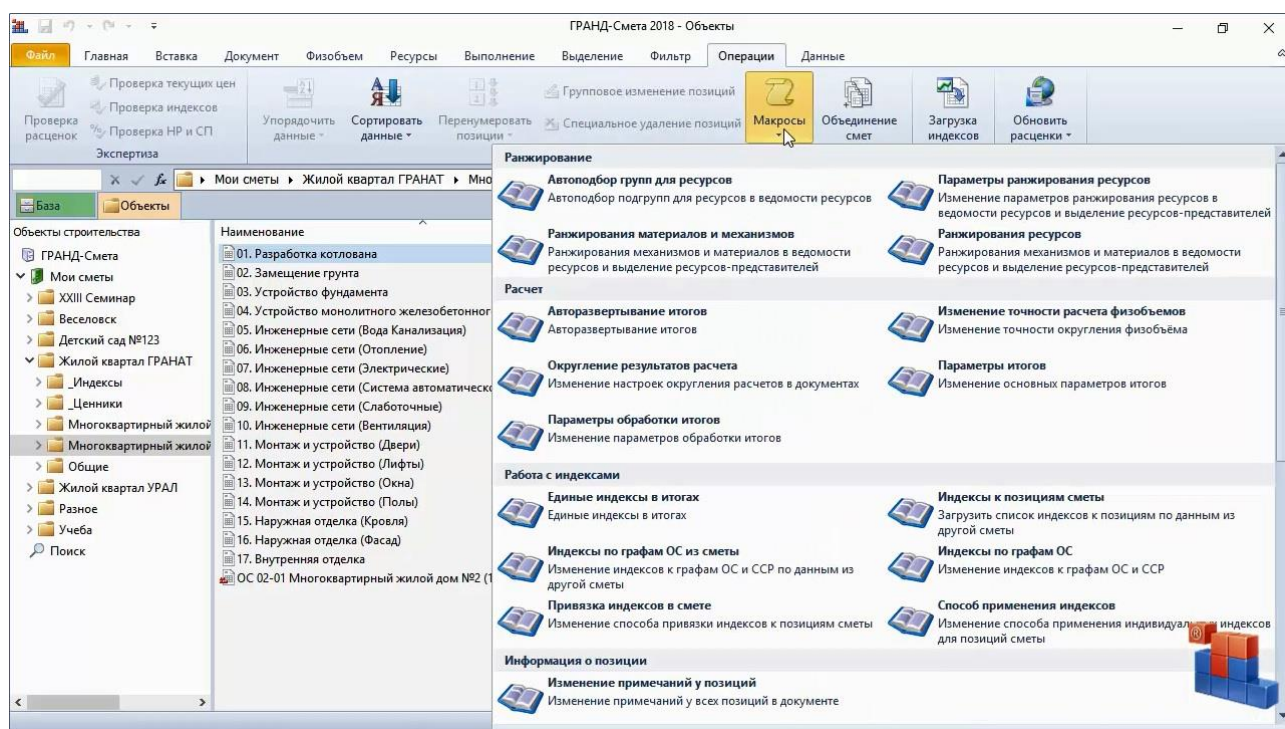 ГРАНД-Смета 2018 - Объекты
Файл Главная Вставка Документ Физобъем Ресурсы Выполнение Выделение Фильтр Операции Данные
Проверка расценок
Проверка текущих цен
Проверка индексов
Проверка НР и СП
Экспертиза
Упорядочить данные
Сортировать данные
Перенумеровать позиции
Групповое изменение позиций
Специальное удаление позиций
Макросы
Объединение смет
Загрузка индексов
Обновить расценки
Мои сметы Жилой квартал ГРАНАТ Мно
База Объекты
Объекты строительства
ГРАНД-Смета
Мои сметы
XXIII Семинар
Веселовск
Детский сад №123
Жилой квартал ГРАНАТ
_Индексы
_Ценники
Многоквартирный жилой
Многоквартирный жилой
Общие
Жилой квартал УРАЛ
Разное
Учеба
Поиск
Наименование
01. Разработка котлована
02. Замещение грунта
03. Устройство фундамента
04. Устройство монолитного железобетонног
05. Инженерные сети (Вода Канализация)
06. Инженерные сети (Отопление)
07. Инженерные сети (Электрические)
08. Инженерные сети (Система автоматическо
09. Инженерные сети (Слаботочные)
10. Инженерные сети (Вентиляция)
11. Монтаж и устройство (Двери)
12. Монтаж и устройство (Лифты)
13. Монтаж и устройство (Окна)
14. Монтаж и устройство (Полы)
15. Наружная отделка (Кровля)
16. Наружная отделка (Фасад)
17. Внутренняя отделка
ОС 02-01 Многоквартирный жилой дом №2 (1
Ранжирование
Автоподбор групп для ресурсов
Автоподбор подгрупп для ресурсов в ведомости ресурсов
Параметры ранжирования ресурсов
Изменение параметров ранжирования ресурсов в
ведомости ресурсов и выделение ресурсов-представителей
Ранжирования материалов и механизмов
Ранжирования механизмов и материалов в ведомости
ресурсов и выделение ресурсов-представителей
Ранжирования ресурсов
Ранжирования механизмов и материалов в ведомости
ресурсов и выделение ресурсов-представителей
Расчет
Авторазвертывание итогов
Авторазвертывание итогов
Изменение точности расчета физобъемов
Изменение точности округления физобъёма
Округление результатов расчета
Изменение настроек округления расчетов в документах
Параметры итогов
Изменение основных параметров итогов
Параметры обработки итогов
Изменение параметров обработки итогов
Работа с индексами
Единые индексы в итогах
Единые индексы в итогах
Индексы к позициям сметы
Загрузить список индексов к позициям по данным из
другой сметы
Индексы по графам ОС из сметы
Изменение индексов к графам ОС и ССР по данным из
другой сметы
Индексы по графам ОС
Изменение индексов к графам ОС и ССР
Привязка индексов в смете
Изменение способа привязки индексов к позициям сметы
Способ применения индексов
Изменение способа применения индексов
для позиций сметы
Информация о позиции
Изменение примечаний у позиций
Изменение примечаний у всех позиций в документе